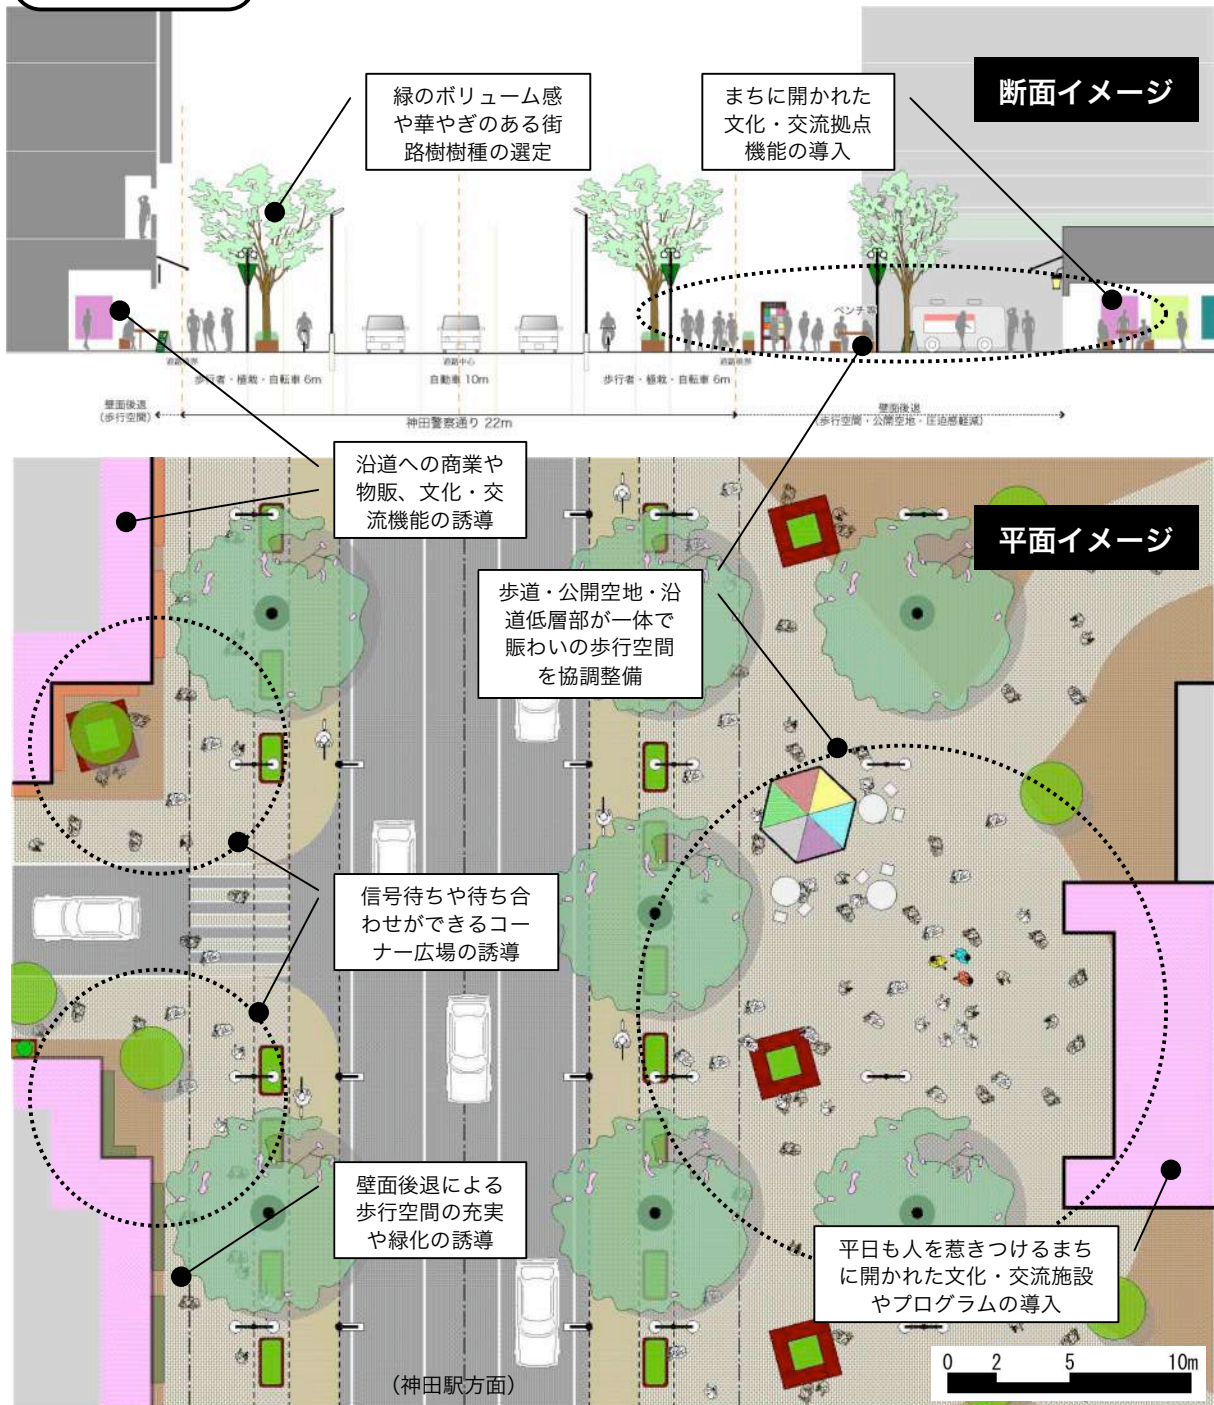 断面イメージ
緑のボリューム感
や華やぎのある街
路樹樹種の選定
まちに開かれた
文化・交流拠点
機能の導入
ベンチ等
道路境界
道路中心
道路境界
歩行者・植栽・自転車 6m
自動車 10m
歩行者・植栽・自転車 6m
壁面後退
(歩行空間)
神田警察通り 22m
壁面後退
(歩行空間・公開空地・圧迫感軽減)
沿道への商業や
物販、文化・交
流機能の誘導
平面イメージ
歩道・公開空地・沿
道低層部が一体で
賑わいの歩行空間
を協調整備
信号待ちや待ち合
わせができるコー
ナー広場の誘導
壁面後退による
歩行空間の充実
や緑化の誘導
平日も人を惹きつけるまち
に開かれた文化・交流施設
やプログラムの導入
0 2 5 10m
(神田駅方面)